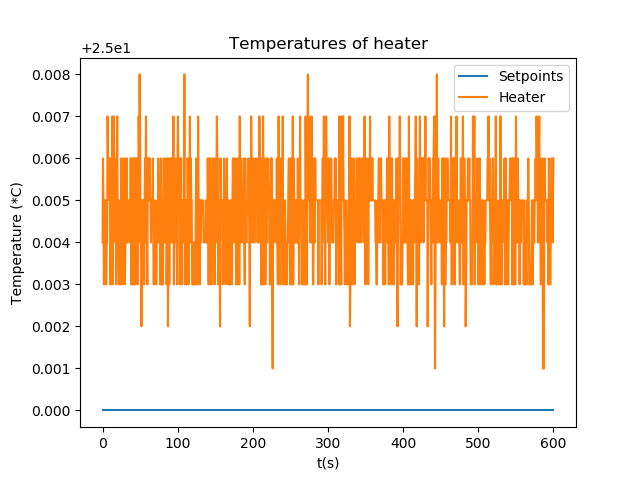 Temperatures of heater
+2.5e1
Setpoints
Heater
0.008
0.007
0.006
0.005
0.004
0.003
0.002
0.001
0.000
Temperature (*C)
0 100 200 300 400 500 600
t(s)